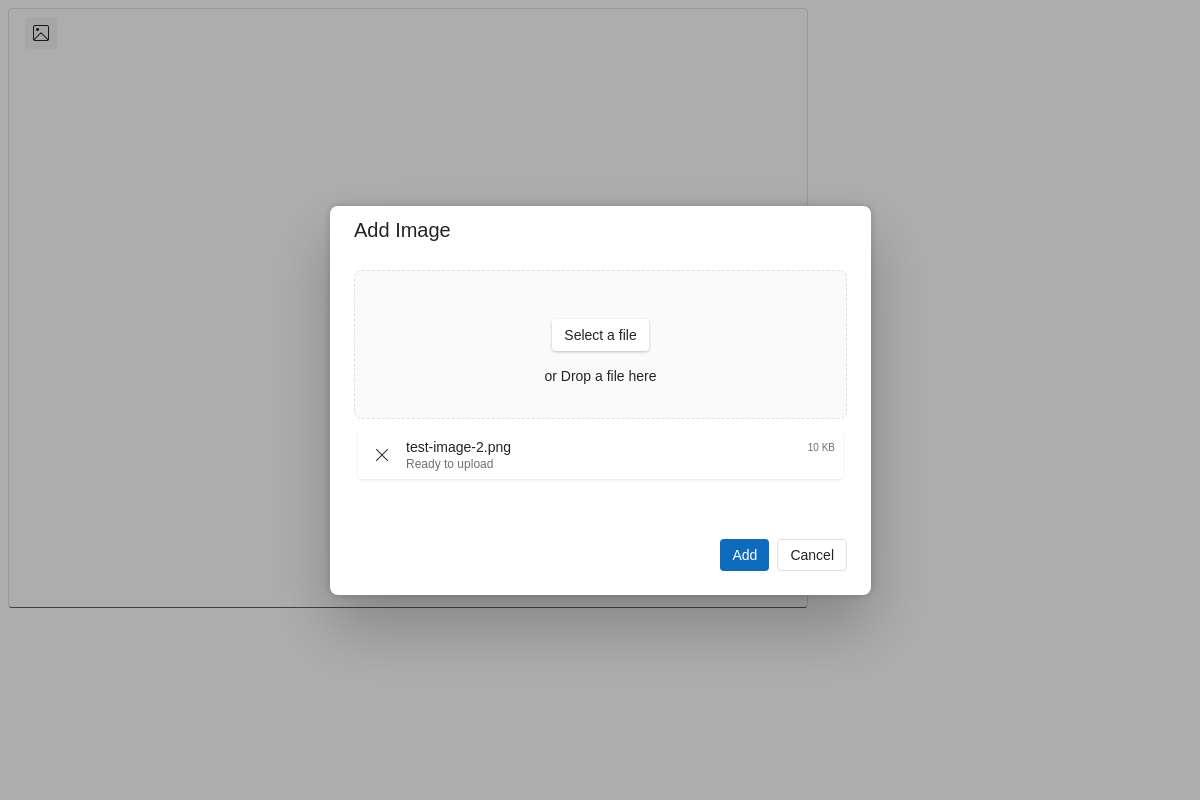 Add Image
Select a file
or Drop a file here
test-image-2.png
10 KB
Ready to upload
Add
Cancel